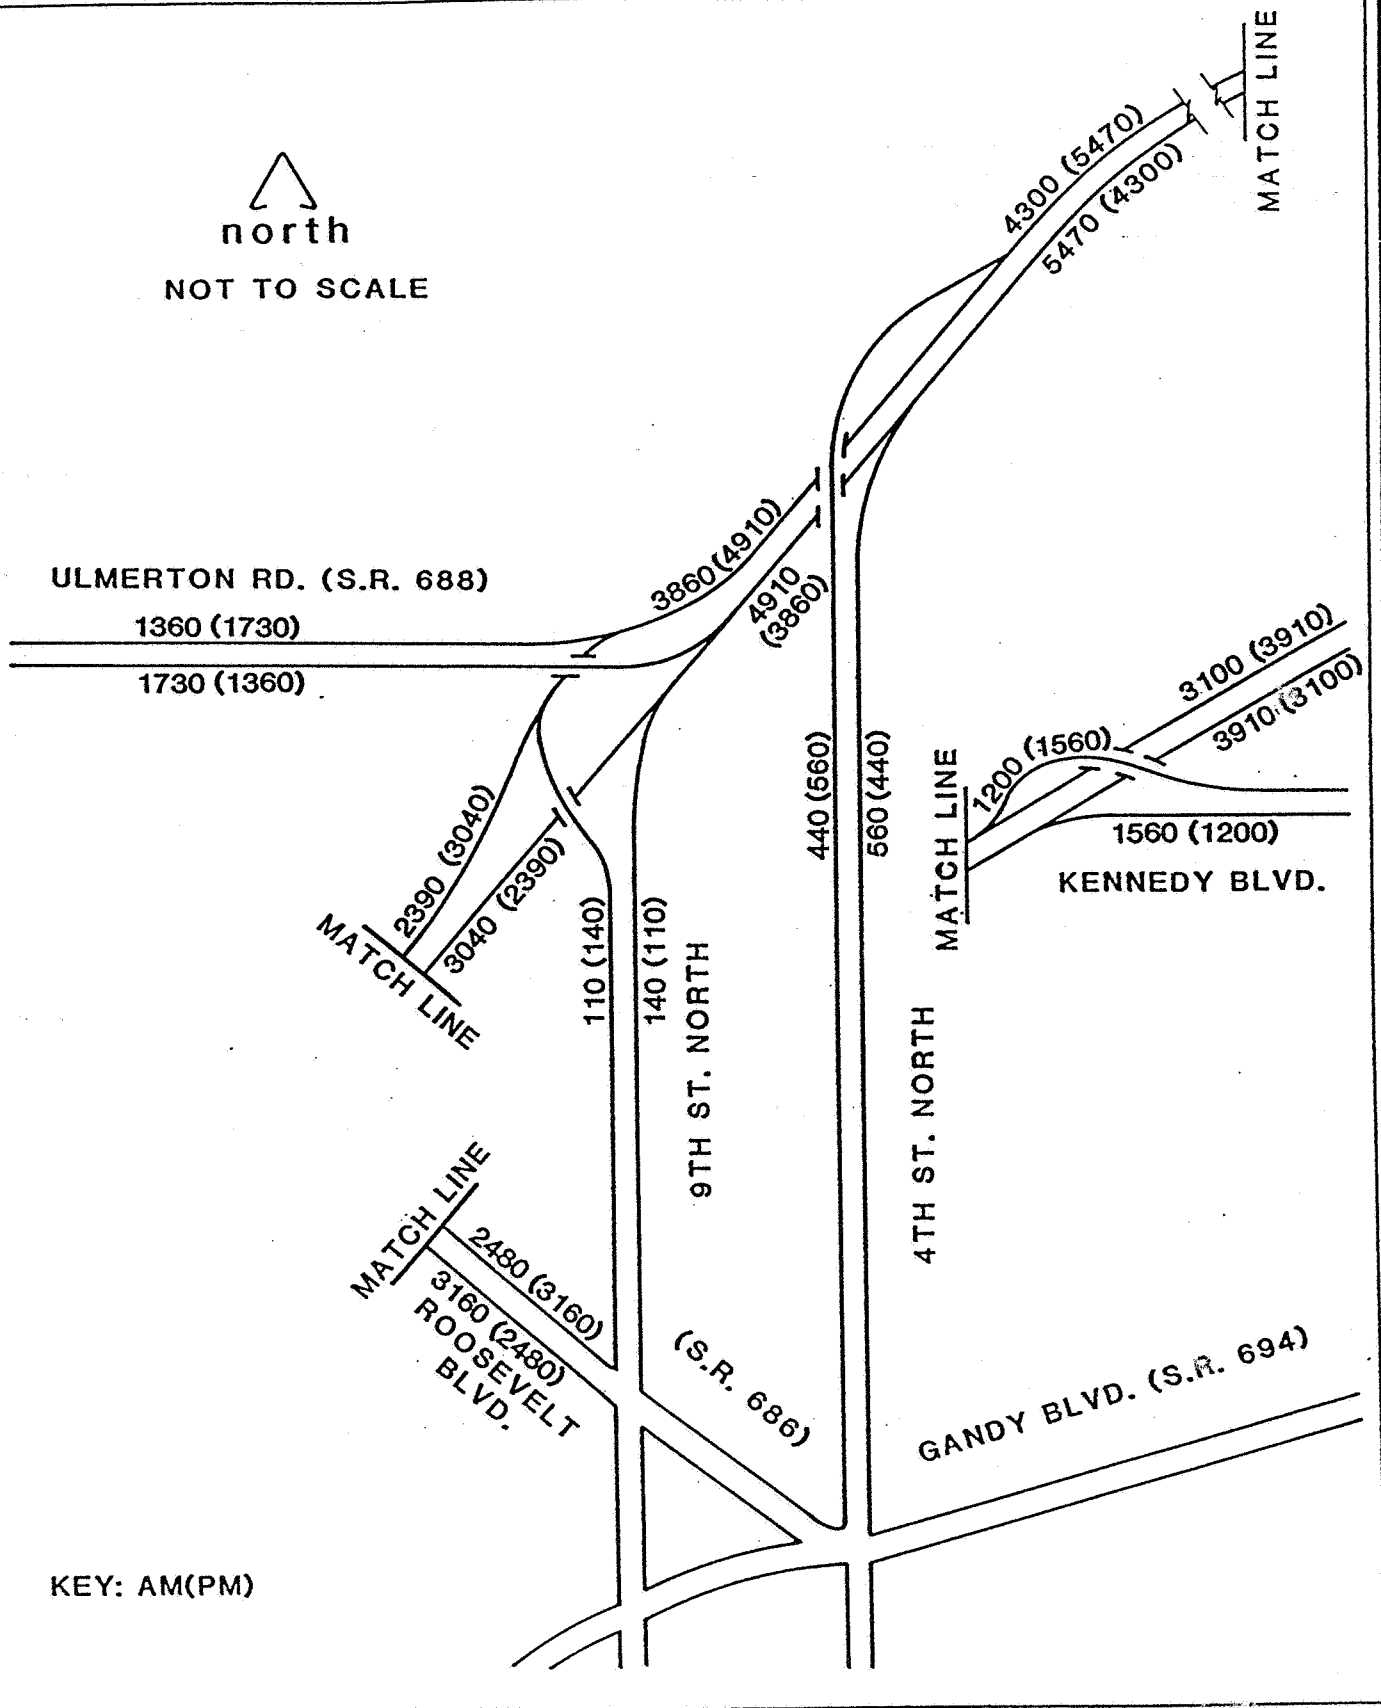 MATCH LINE
north
NOT TO SCALE
4300 (5470)
5470 (4300)
3860 (4910)
4910
(3860)
ULMERTON RD. (S.R. 688)
1360 (1730)
1730 (1360)
3100 (3910)
3910 (3100)
1200 (1560)
MATCH LINE
1560 (1200)
KENNEDY BLVD.
440 (560)
560 (440)
2390 (3040)
3040 (2390)
MATCH LINE
110 (140)
140 (110)
9TH ST. NORTH
4TH ST. NORTH
MATCH LINE
2480 (3160)
3160 (2480)
ROOSEVELT
BLVD.
(S.R. 686)
GANDY BLVD. (S.R. 694)
KEY: AM(PM)